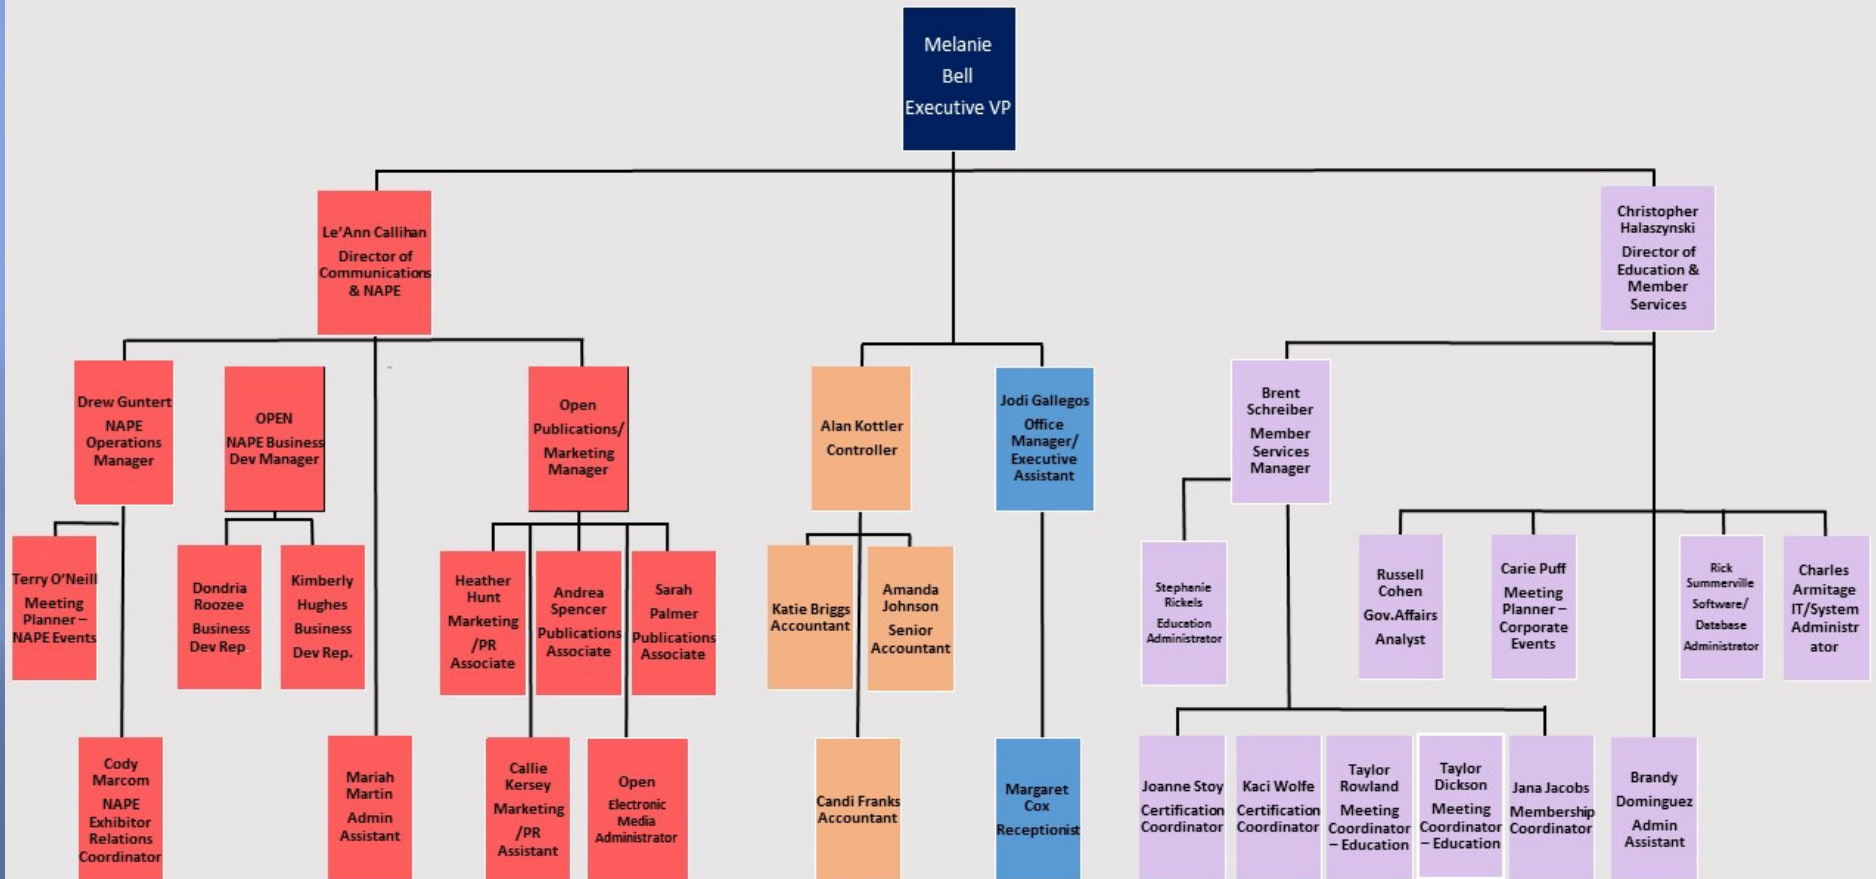 Melanie
Bell
Executive VP
Le'Ann Callihan
Director of
Communications
& NAPE
Christopher
Halaszynski
Director of
Education &
Member
Services
Drew Guntert
NAPE
Operations
Manager
OPEN
NAPE Business
Dev Manager
Open
Publications/
Marketing
Manager
Alan Kottler
Controller
Jodi Gallegos
Office
Manager/
Executive
Assistant
Brent
Schreiber
Member
Services
Manager
Terry O'Neill
Meeting
Planner –
NAPE Events
Dondria
Roozee
Business
Dev Rep.
Kimberly
Hughes
Business
Dev Rep.
Heather
Hunt
Marketing
/PR
Associate
Andrea
Spencer
Publications
Associate
Sarah
Palmer
Publications
Associate
Katie Briggs
Accountant
Amanda
Johnson
Senior
Accountant
Stephanie
Rickels
Education
Administrator
Russell
Cohen
Gov.Affairs
Analyst
Carie Puff
Meeting
Planner –
Corporate
Events
Rick
Summerville
Software/
Database
Administrator
Charles
Armitage
IT/System
Administr
ator
Cody
Marcom
NAPE
Exhibitor
Relations
Coordinator
Mariah
Martin
Admin
Assistant
Callie
Kersey
Marketing
/PR
Assistant
Open
Electronic
Media
Administrator
Candi Franks
Accountant
Margaret
Cox
Receptionist
Joanne Stoy
Certification
Coordinator
Kaci Wolfe
Certification
Coordinator
Taylor
Rowland
Meeting
Coordinator
– Education
Taylor
Dickson
Meeting
Coordinator
– Education
Jana Jacobs
Membership
Coordinator
Brandy
Dominguez
Admin
Assistant